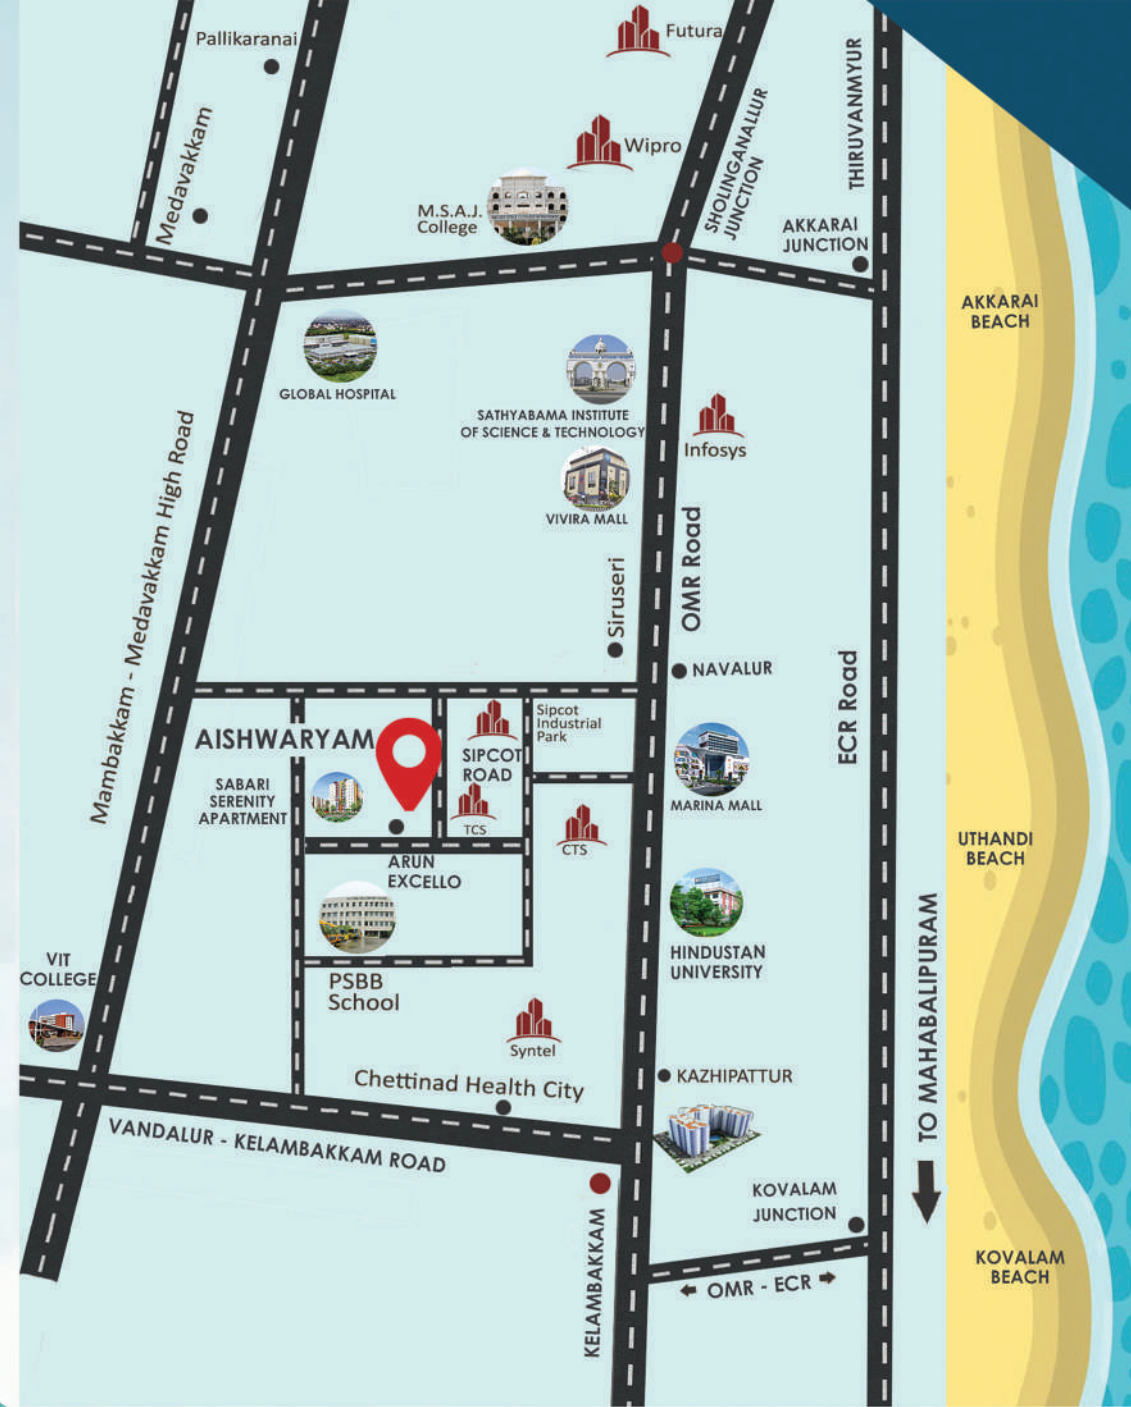 Pallikaranai
Futura
Medavakkam
Wipro
SHOLINGANALLUR
JUNCTION
THIRUVANMYUR
M.S.A.J.
College
AKKARAI
JUNCTION
AKKARAI
BEACH
GLOBAL HOSPITAL
SATHYABAMA INSTITUTE
OF SCIENCE & TECHNOLOGY
Infosys
VIVIRA MALL
Mambakkam - Medavakkam High Road
OMR Road
Siruseri
NAVALUR
ECR Road
Sipcot
Industrial
Park
AISHWARYAM
SIPCOT
ROAD
SABARI
SERENITY
APARTMENT
TCS
MARINA MALL
CTS
UTHANDI
BEACH
ARUN
EXCELLO
HINDUSTAN
UNIVERSITY
VIT
COLLEGE
PSBB
School
TO MAHABALIPURAM
Syntel
Chettinad Health City
KAZHIPATTUR
VANDALUR - KELAMBAKKAM ROAD
KOVALAM
JUNCTION
KELAMBAKKAM
KOVALAM
BEACH
OMR - ECR